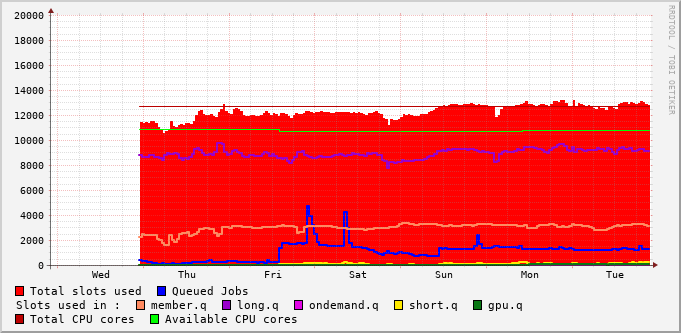 RRDTOOL / TOBI OETIKER
20000
18000
16000
14000
12000
10000
8000
6000
4000
2000
0
Wed Thu Fri Sat Sun Mon Tue
Total slots used Queued Jobs
Slots used in : member.q long.q ondemand.q short.q gpu.q
Total CPU cores Available CPU cores